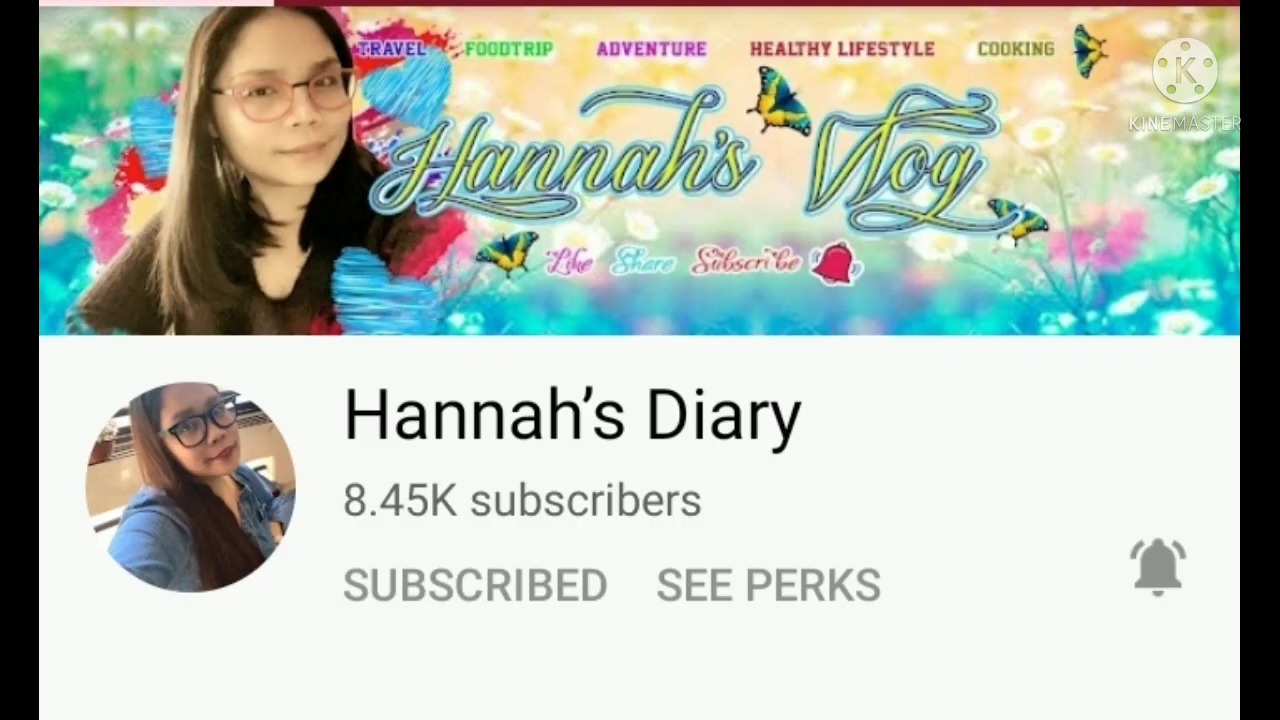 TRAVEL FOODTRIP ADVENTURE HEALTHY LIFESTYLE COOKING
K
KINEMASTER
Hannah's Vlog
Like Share Subscribe
Hannah's Diary
8.45K subscribers
SUBSCRIBED SEE PERKS